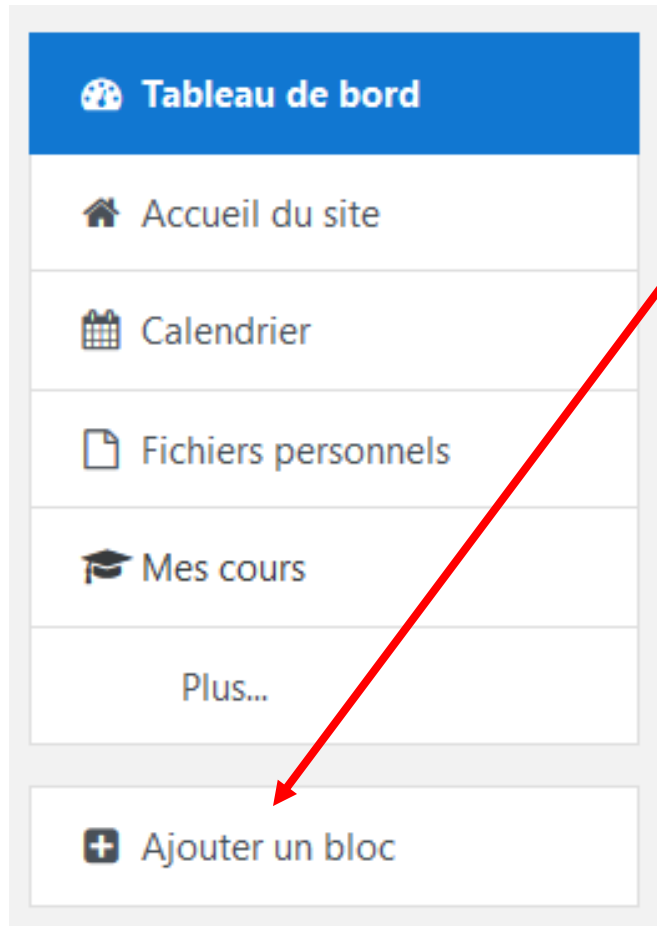 Tableau de bord
Accueil du site
Calendrier
Fichiers personnels
Mes cours
Plus...
Ajouter un bloc